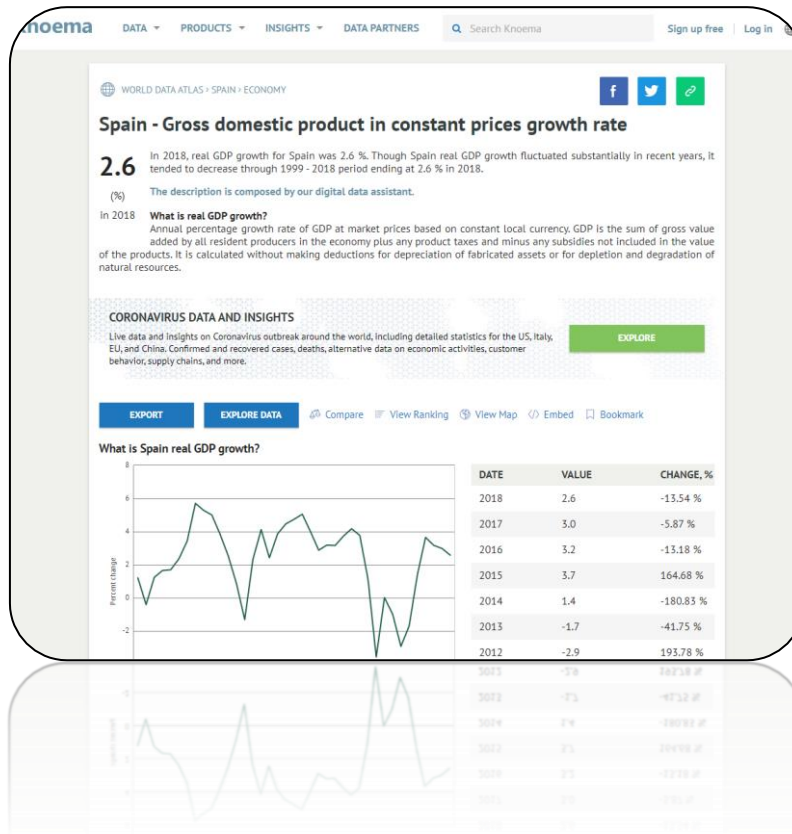 knoema DATA PRODUCTS INSIGHTS DATA PARTNERS Search Knoema Sign up free Log in
WORLD DATA ATLAS › SPAIN › ECONOMY
f
Spain - Gross domestic product in constant prices growth rate
2.6
(%)
in 2018
In 2018, real GDP growth for Spain was 2.6 %. Though Spain real GDP growth fluctuated substantially in recent years, it
tended to decrease through 1999 - 2018 period ending at 2.6 % in 2018.
The description is composed by our digital data assistant.
What is real GDP growth?
Annual percentage growth rate of GDP at market prices based on constant local currency. GDP is the sum of gross value
added by all resident producers in the economy plus any product taxes and minus any subsidies not included in the value
of the products. It is calculated without making deductions for depreciation of fabricated assets or for depletion and degradation of
natural resources.
CORONAVIRUS DATA AND INSIGHTS
Live data and insights on Coronavirus outbreak around the world, including detailed statistics for the US, Italy,
EU, and China. Confirmed and recovered cases, deaths, alternative data on economic activities, customer
behavior, supply chains, and more.
EXPLORE
EXPORT EXPLORE DATA Compare View Ranking View Map </> Embed Bookmark
What is Spain real GDP growth?
Percent change
8
6
4
2
0
-2
DATE VALUE CHANGE, %
2018 2.6 -13.54 %
2017 3.0 -5.87 %
2016 3.2 -13.18 %
2015 3.7 164.68 %
2014 1.4 -180.83 %
2013 -1.7 -41.75 %
2012 -2.9 193.78 %